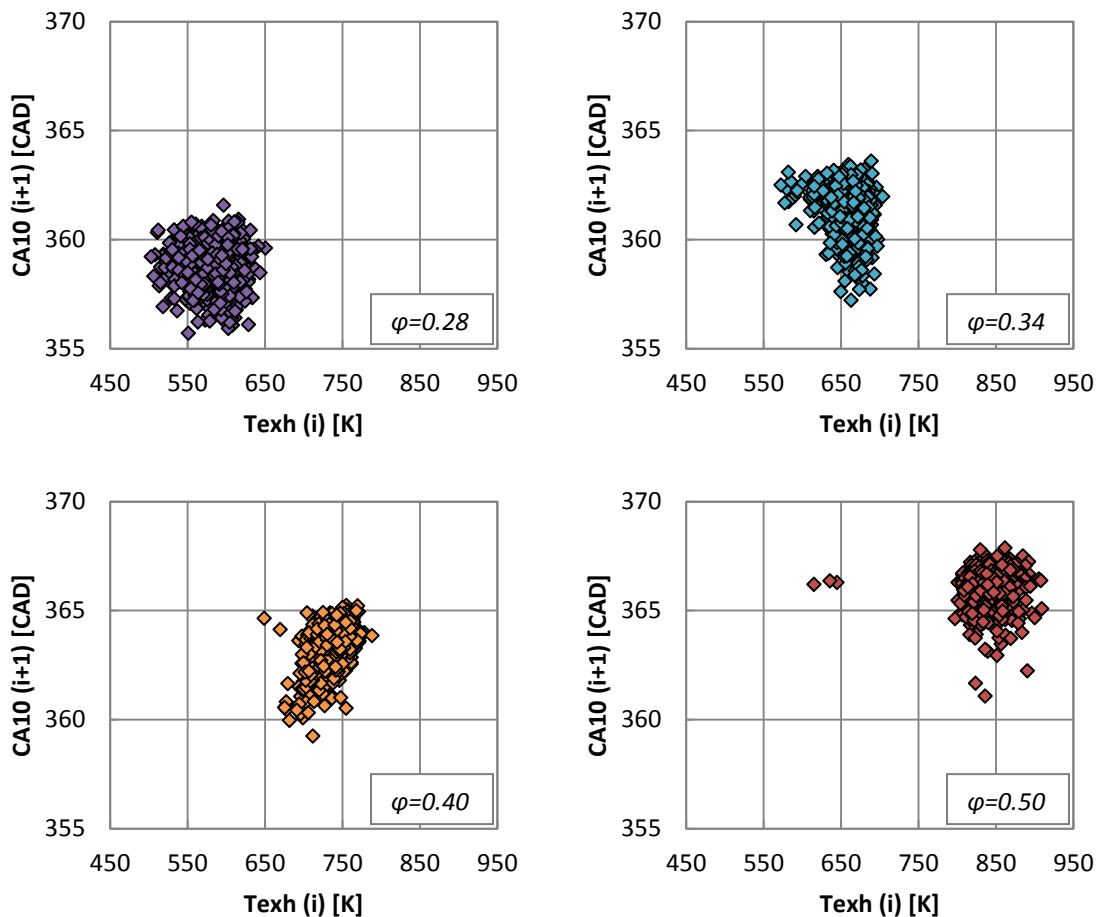 370
365
360
355
CA10 (i+1) [CAD]
φ=0.28
450 550 650 750 850 950
Texh (i) [K]
370
365
360
355
CA10 (i+1) [CAD]
φ=0.34
450 550 650 750 850 950
Texh (i) [K]
370
365
360
355
CA10 (i+1) [CAD]
φ=0.40
450 550 650 750 850 950
Texh (i) [K]
370
365
360
355
CA10 (i+1) [CAD]
φ=0.50
450 550 650 750 850 950
Texh (i) [K]